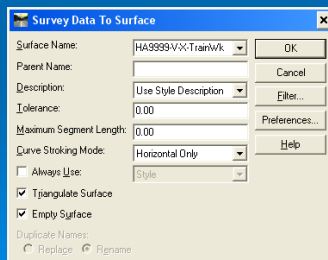 Survey Data To Surface
Surface Name: HA9999-V-X-TrainWk OK
Parent Name: Cancel
Description: Use Style Description Filter...
Tolerance: 0.00 Preferences...
Maximum Segment Length: 0.00 Help
Curve Stroking Mode: Horizontal Only
Always Use: Style
Triangulate Surface
Empty Surface
Duplicate Names:
Replace Rename